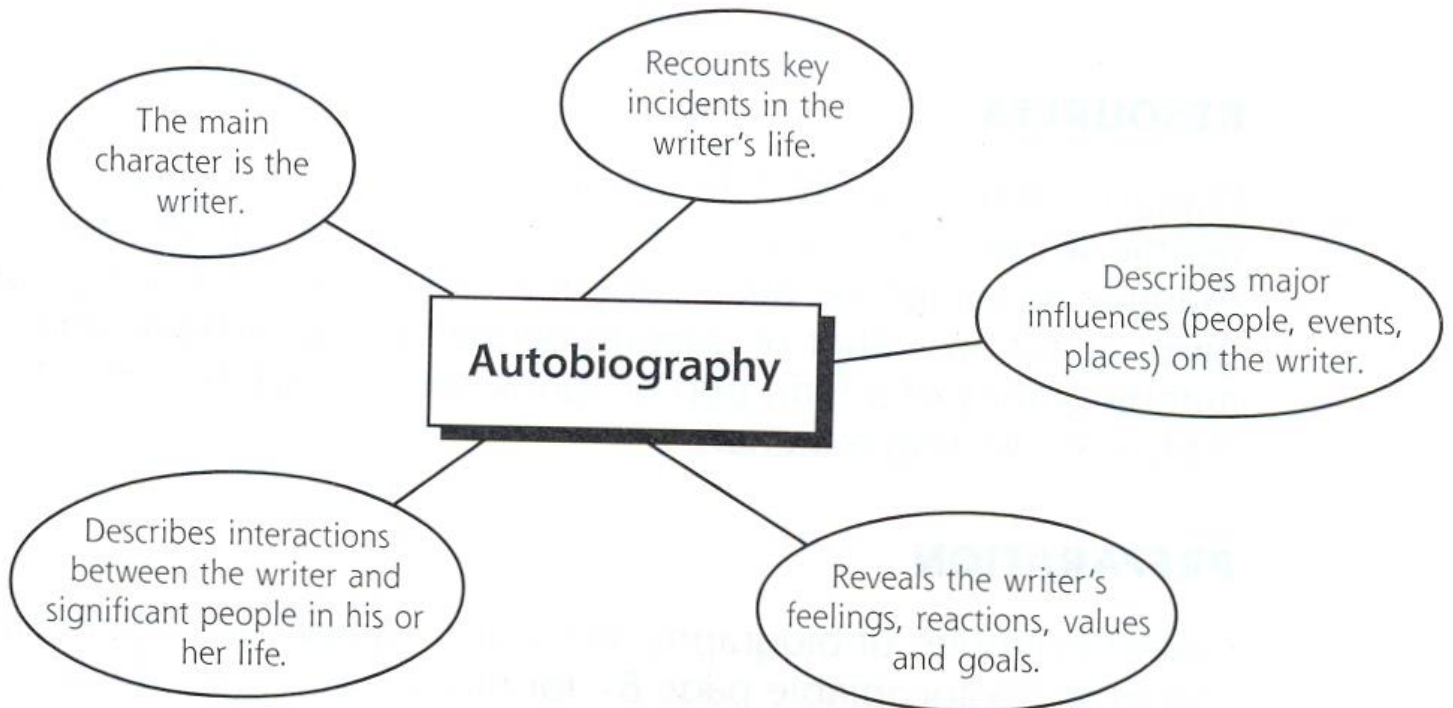 The main
character is the
writer.
Recounts key
incidents in the
writer's life.
Describes major
influences (people, events,
places) on the writer.
Autobiography
Describes interactions
between the writer and
significant people in his or
her life.
Reveals the writer's
feelings, reactions, values
and goals.